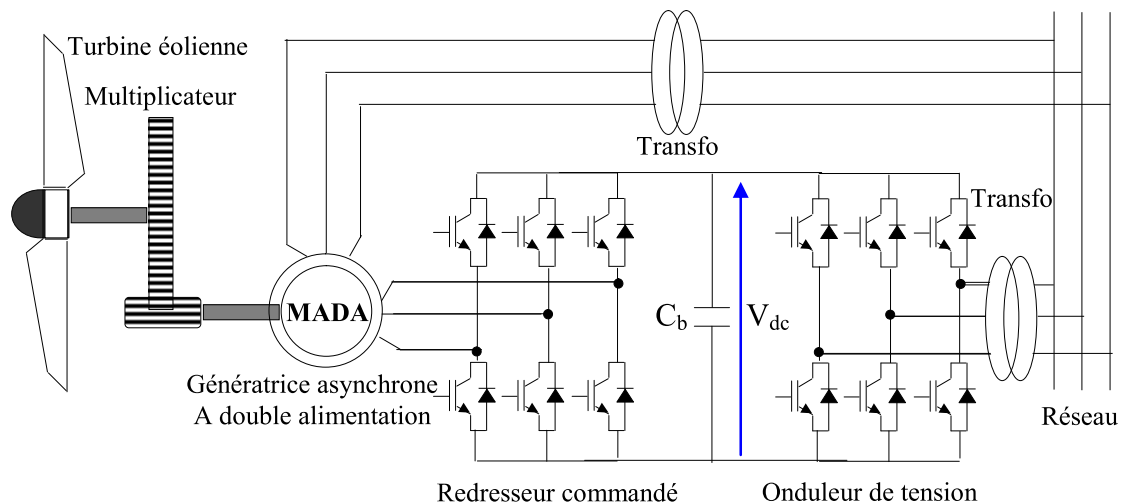 Turbine éolienne
Multiplicateur
Transfo
Transfo
MADA
C_b
V_dc
Génératrice asynchrone
A double alimentation
Réseau
Redresseur commandé
Onduleur de tension